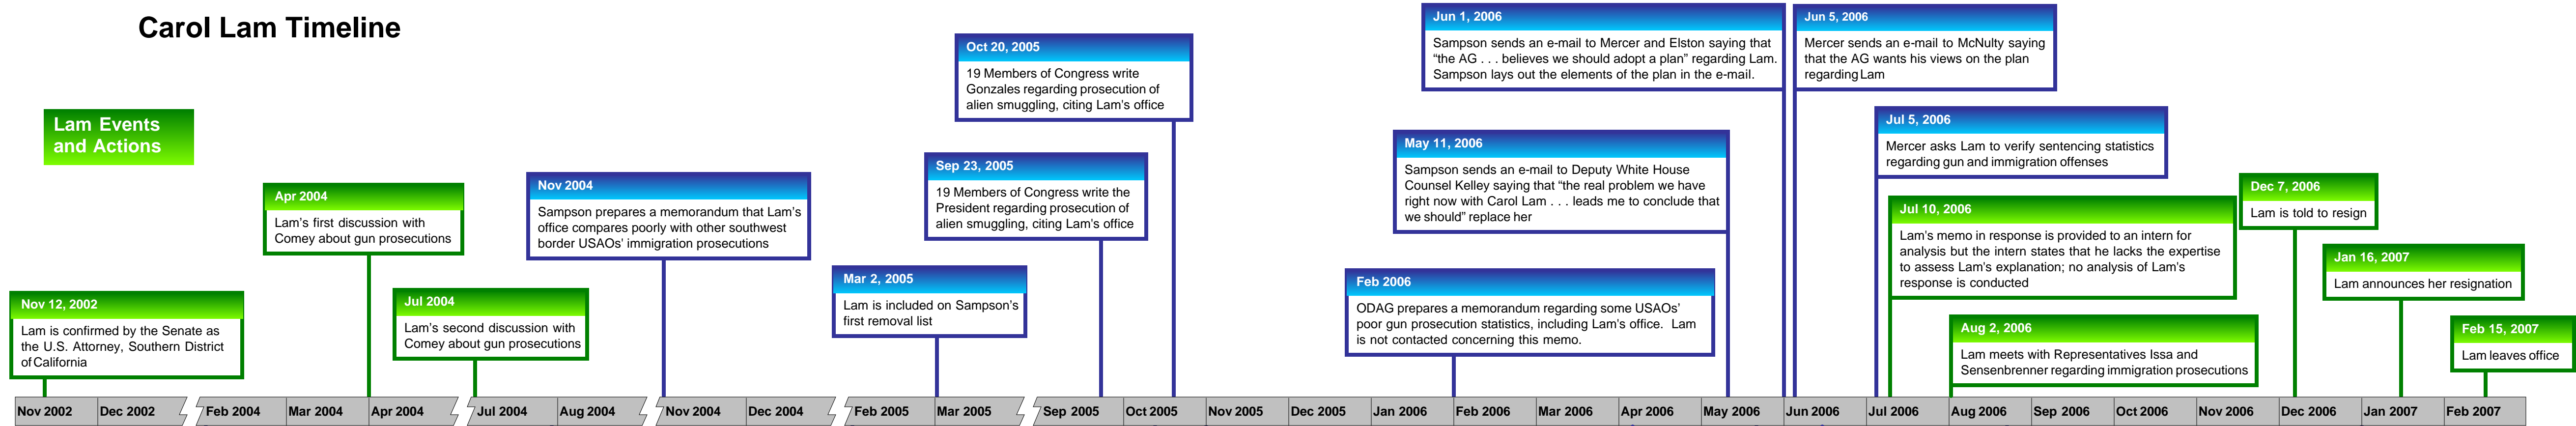 Carol Lam Timeline
Lam Events
and Actions
Nov 12, 2002
Lam is confirmed by the Senate as
the U.S. Attorney, Southern District
of California
Apr 2004
Lam's first discussion with
Comey about gun prosecutions
Jul 2004
Lam's second discussion with
Comey about gun prosecutions
Nov 2004
Sampson prepares a memorandum that Lam's
office compares poorly with other southwest
border USAOs' immigration prosecutions
Mar 2, 2005
Lam is included on Sampson's
first removal list
Sep 23, 2005
19 Members of Congress write the
President regarding prosecution of
alien smuggling, citing Lam's office
Oct 20, 2005
19 Members of Congress write
Gonzales regarding prosecution of
alien smuggling, citing Lam's office
Feb 2006
ODAG prepares a memorandum regarding some USAOs'
poor gun prosecution statistics, including Lam's office.  Lam
is not contacted concerning this memo.
May 11, 2006
Sampson sends an e-mail to Deputy White House
Counsel Kelley saying that “the real problem we have
right now with Carol Lam . . . leads me to conclude that
we should” replace her
Jun 1, 2006
Sampson sends an e-mail to Mercer and Elston saying that
“the AG . . . believes we should adopt a plan” regarding Lam.
Sampson lays out the elements of the plan in the e-mail.
Jun 5, 2006
Mercer sends an e-mail to McNulty saying
that the AG wants his views on the plan
regarding Lam
Jul 5, 2006
Mercer asks Lam to verify sentencing statistics
regarding gun and immigration offenses
Jul 10, 2006
Lam's memo in response is provided to an intern for
analysis but the intern states that he lacks the expertise
to assess Lam's explanation; no analysis of Lam's
response is conducted
Aug 2, 2006
Lam meets with Representatives Issa and
Sensenbrenner regarding immigration prosecutions
Dec 7, 2006
Lam is told to resign
Jan 16, 2007
Lam announces her resignation
Feb 15, 2007
Lam leaves office
Nov 2002 Dec 2002 Feb 2004 Mar 2004 Apr 2004 Jul 2004 Aug 2004 Nov 2004 Dec 2004 Feb 2005 Mar 2005 Sep 2005 Oct 2005 Nov 2005 Dec 2005 Jan 2006 Feb 2006 Mar 2006 Apr 2006 May 2006 Jun 2006 Jul 2006 Aug 2006 Sep 2006 Oct 2006 Nov 2006 Dec 2006 Jan 2007 Feb 2007